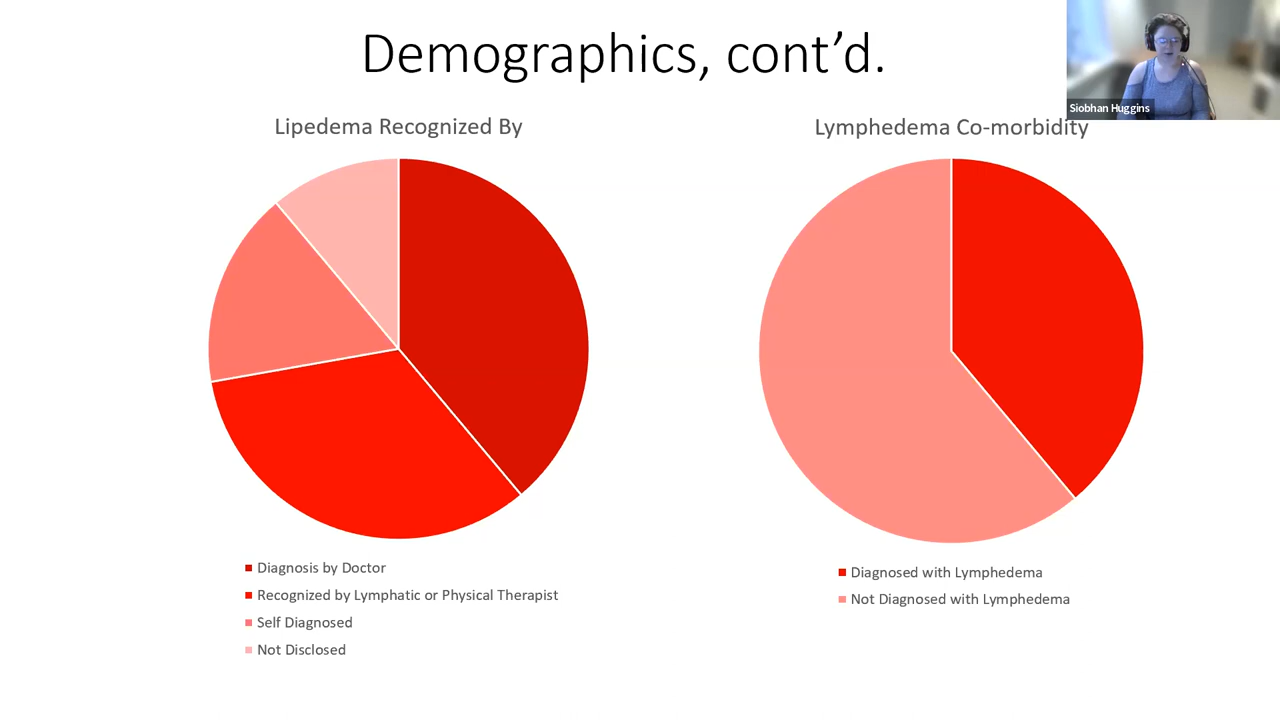 Demographics, cont’d.
Siobhan Huggins
Lipedema Recognized By
Diagnosis by Doctor
Recognized by Lymphatic or Physical Therapist
Self Diagnosed
Not Disclosed
Lymphedema Co-morbidity
Diagnosed with Lymphedema
Not Diagnosed with Lymphedema